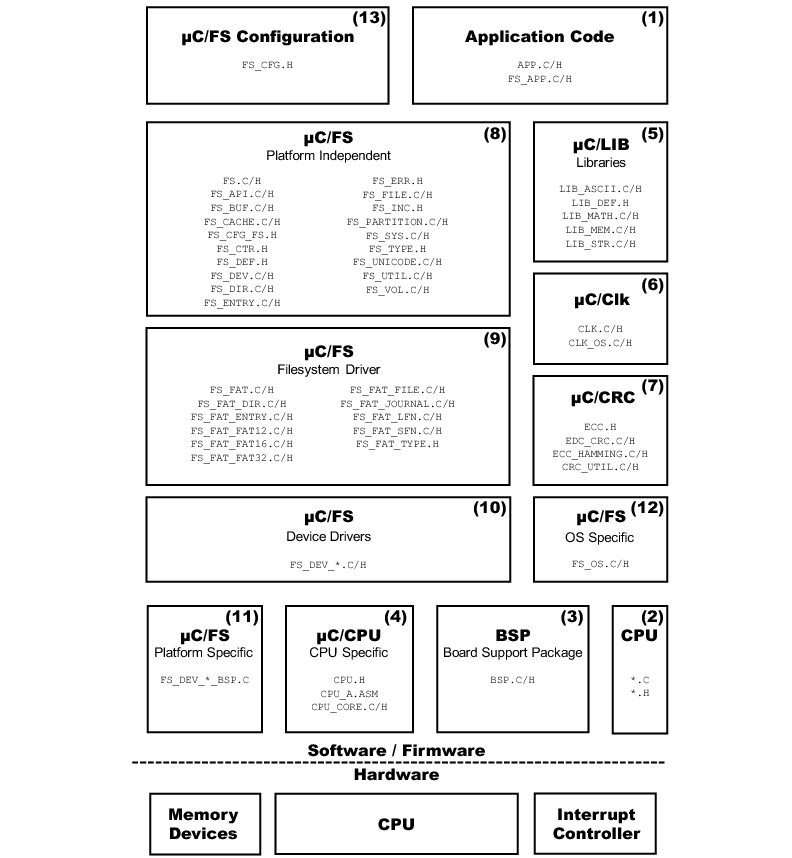 (13)
µC/FS Configuration
FS_CFG.H
(1)
Application Code
APP.C/H
FS_APP.C/H
(8)
µC/FS
Platform Independent
FS.C/H
FS_API.C/H
FS_BUF.C/H
FS_CACHE.C/H
FS_CFG_FS.H
FS_CTR.H
FS_DEF.H
FS_DEV.C/H
FS_DIR.C/H
FS_ENTRY.C/H
FS_ERR.H
FS_FILE.C/H
FS_INC.H
FS_PARTITION.C/H
FS_SYS.C/H
FS_TYPE.H
FS_UNICODE.C/H
FS_UTIL.C/H
FS_VOL.C/H
(5)
µC/LIB
Libraries
LIB_ASCII.C/H
LIB_DEF.H
LIB_MATH.C/H
LIB_MEM.C/H
LIB_STR.C/H
(6)
µC/Clk
CLK.C/H
CLK_OS.C/H
(9)
µC/FS
Filesystem Driver
FS_FAT.C/H
FS_FAT_DIR.C/H
FS_FAT_ENTRY.C/H
FS_FAT_FAT12.C/H
FS_FAT_FAT16.C/H
FS_FAT_FAT32.C/H
FS_FAT_FILE.C/H
FS_FAT_JOURNAL.C/H
FS_FAT_LFN.C/H
FS_FAT_SFN.C/H
FS_FAT_TYPE.H
(7)
µC/CRC
ECC.H
EDC_CRC.C/H
ECC_HAMMING.C/H
CRC_UTIL.C/H
(10)
µC/FS
Device Drivers
FS_DEV_*.C/H
(12)
µC/FS
OS Specific
FS_OS.C/H
(11)
µC/FS
Platform Specific
FS_DEV_*_BSP.C
(4)
µC/CPU
CPU Specific
CPU.H
CPU_A.ASM
CPU_CORE.C/H
(3)
BSP
Board Support Package
BSP.C/H
(2)
CPU
*.C
*.H
Software / Firmware
Hardware
Memory
Devices
CPU
Interrupt
Controller